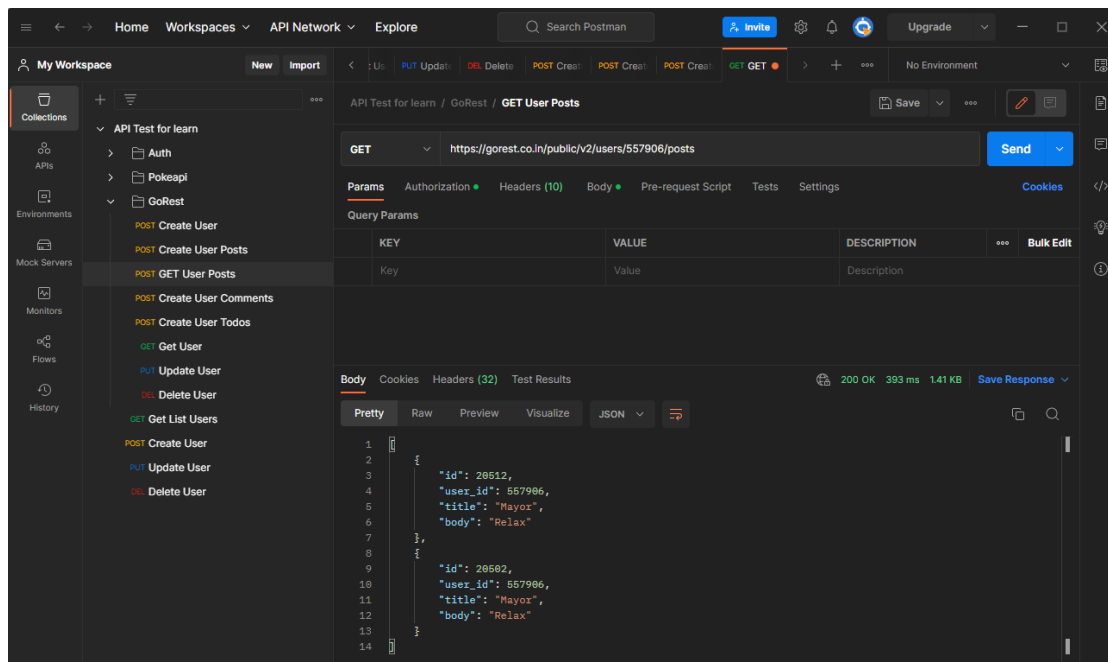 Home Workspaces API Network Explore Search Postman Invite Upgrade
My Workspace New Import PUT Update DEL Delete POST Creat POST Creat POST Creat GET GET No Environment
Collections
APIs
Environments
Mock Servers
Monitors
Flows
History
API Test for learn
Auth
Pokeapi
GoRest
POST Create User
POST Create User Posts
POST GET User Posts
POST Create User Comments
POST Create User Todos
GET Get User
PUT Update User
DEL Delete User
GET Get List Users
POST Create User
PUT Update User
DEL Delete User
API Test for learn / GoRest / GET User Posts Save
GET https://gorest.co.in/public/v2/users/557906/posts Send
Params Authorization Headers (10) Body Pre-request Script Tests Settings Cookies
Query Params
KEY VALUE DESCRIPTION Bulk Edit
Key Value Description
Body Cookies Headers (32) Test Results 200 OK 393 ms 1.41 KB Save Response
Pretty Raw Preview Visualize JSON
1 [
2 {
3 "id": 20512,
4 "user_id": 557906,
5 "title": "Mayor",
6 "body": "Relax"
7 },
8 {
9 "id": 20502,
10 "user_id": 557906,
11 "title": "Mayor",
12 "body": "Relax"
13 }
14 ]